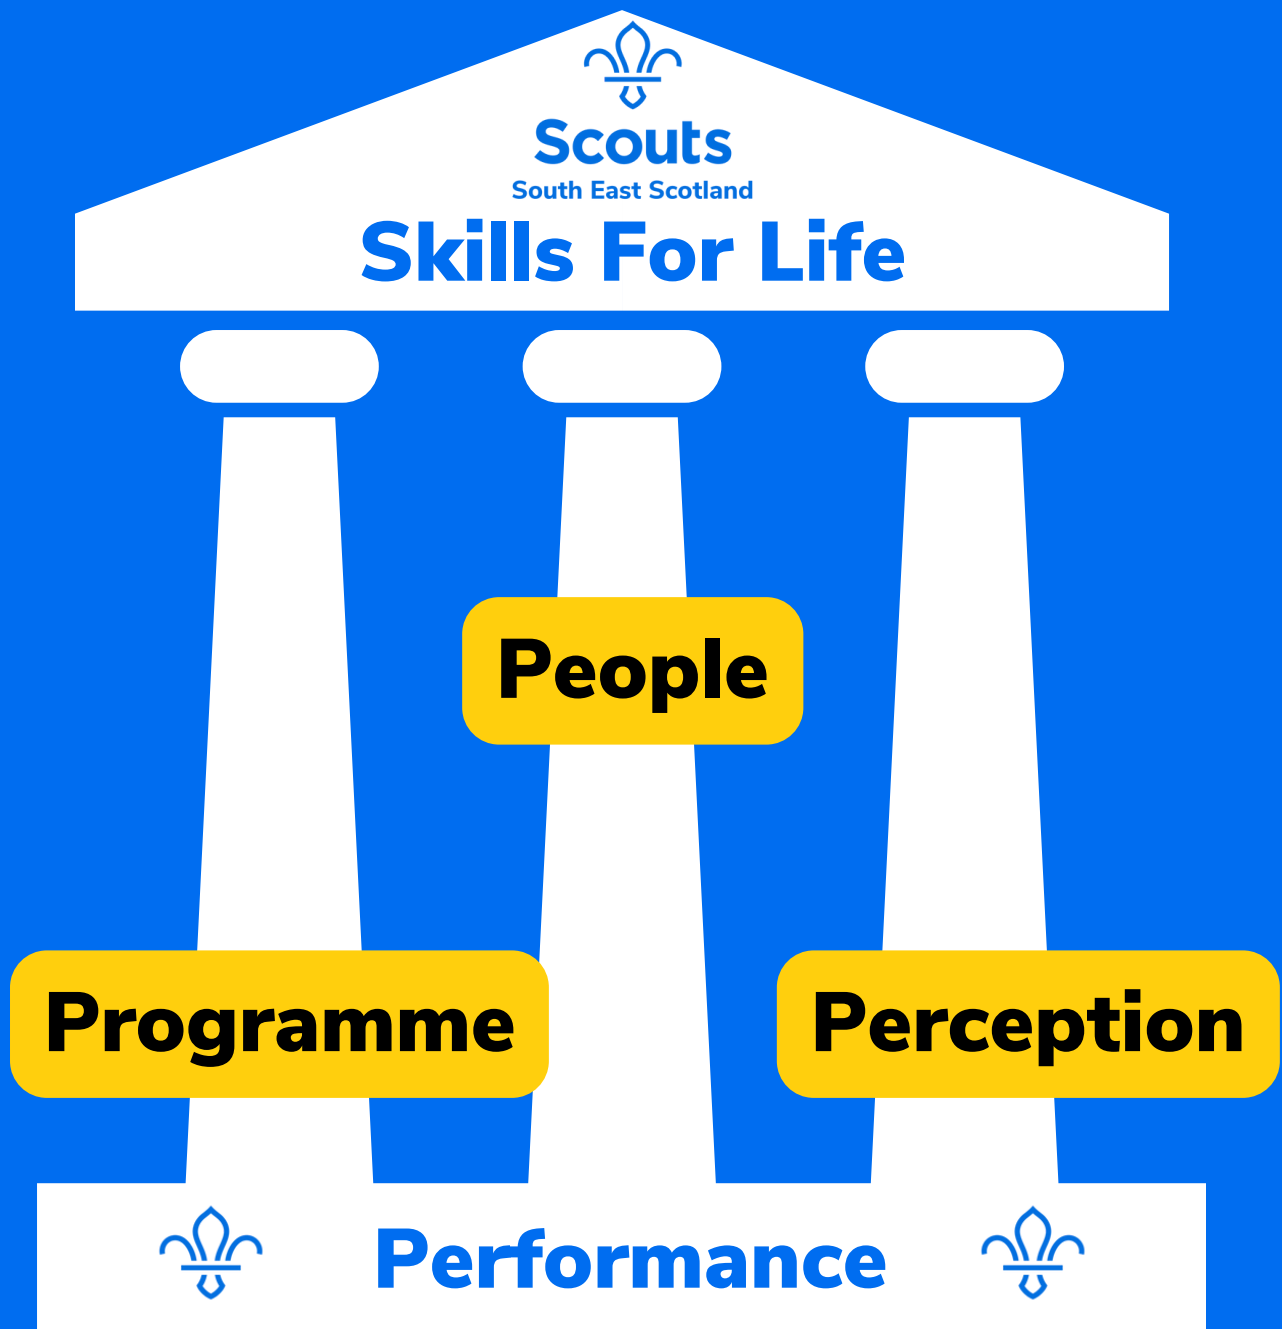 Scouts
South East Scotland
Skills For Life
People
Programme
Perception
Performance